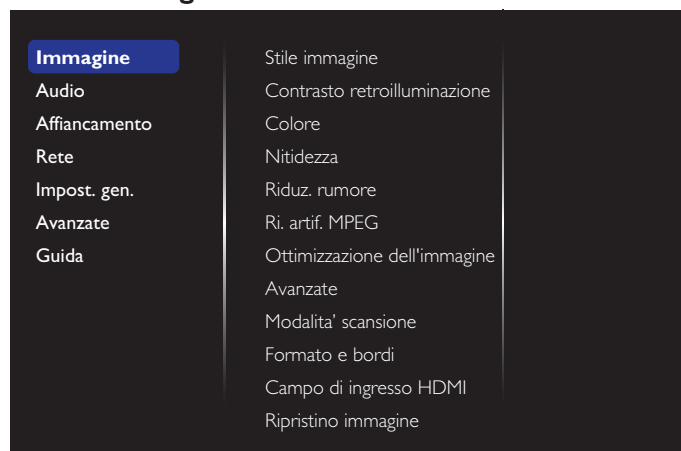 Immagine
Audio
Affiancamento
Rete
Impost. gen.
Avanzate
Guida
Stile immagine
Contrasto retroilluminazione
Colore
Nitidezza
Riduz. rumore
Ri. artif. MPEG
Ottimizzazione dell'immagine
Avanzate
Modalita' scansione
Formato e bordi
Campo di ingresso HDMI
Ripristino immagine